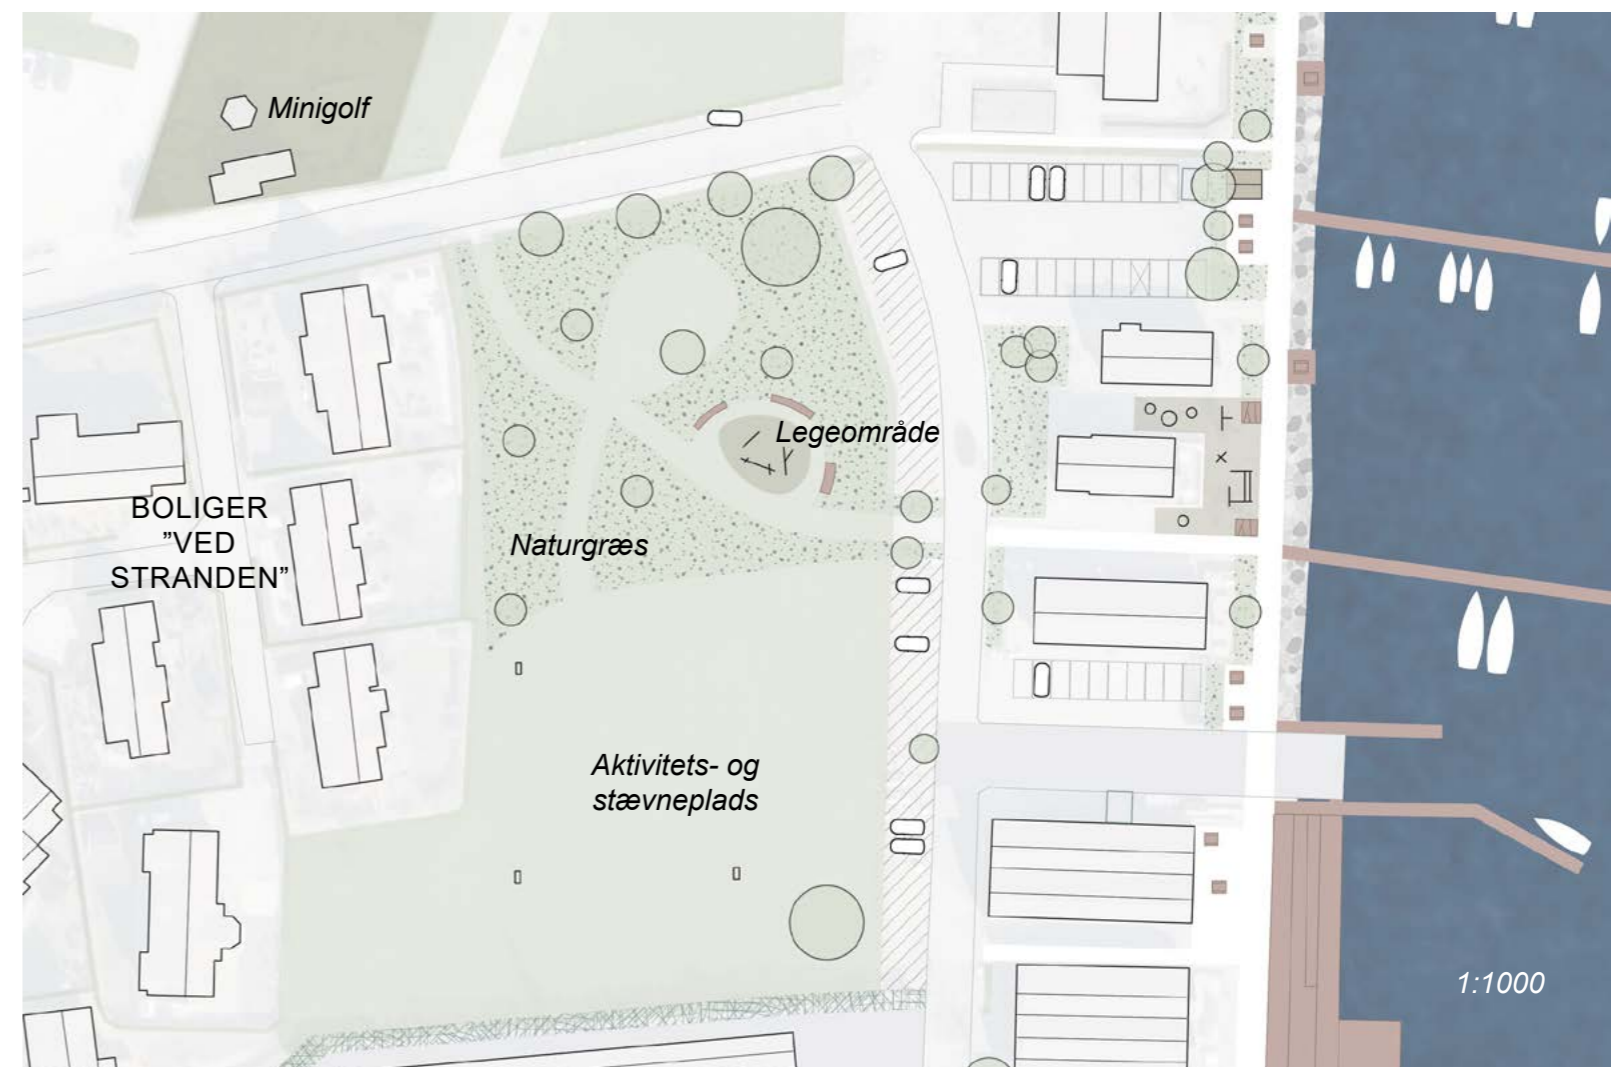 Minigolf
Legeområde
BOLIGER
”VED
STRANDEN”
Naturgræs
Aktivitets- og
stævneplads
1:1000